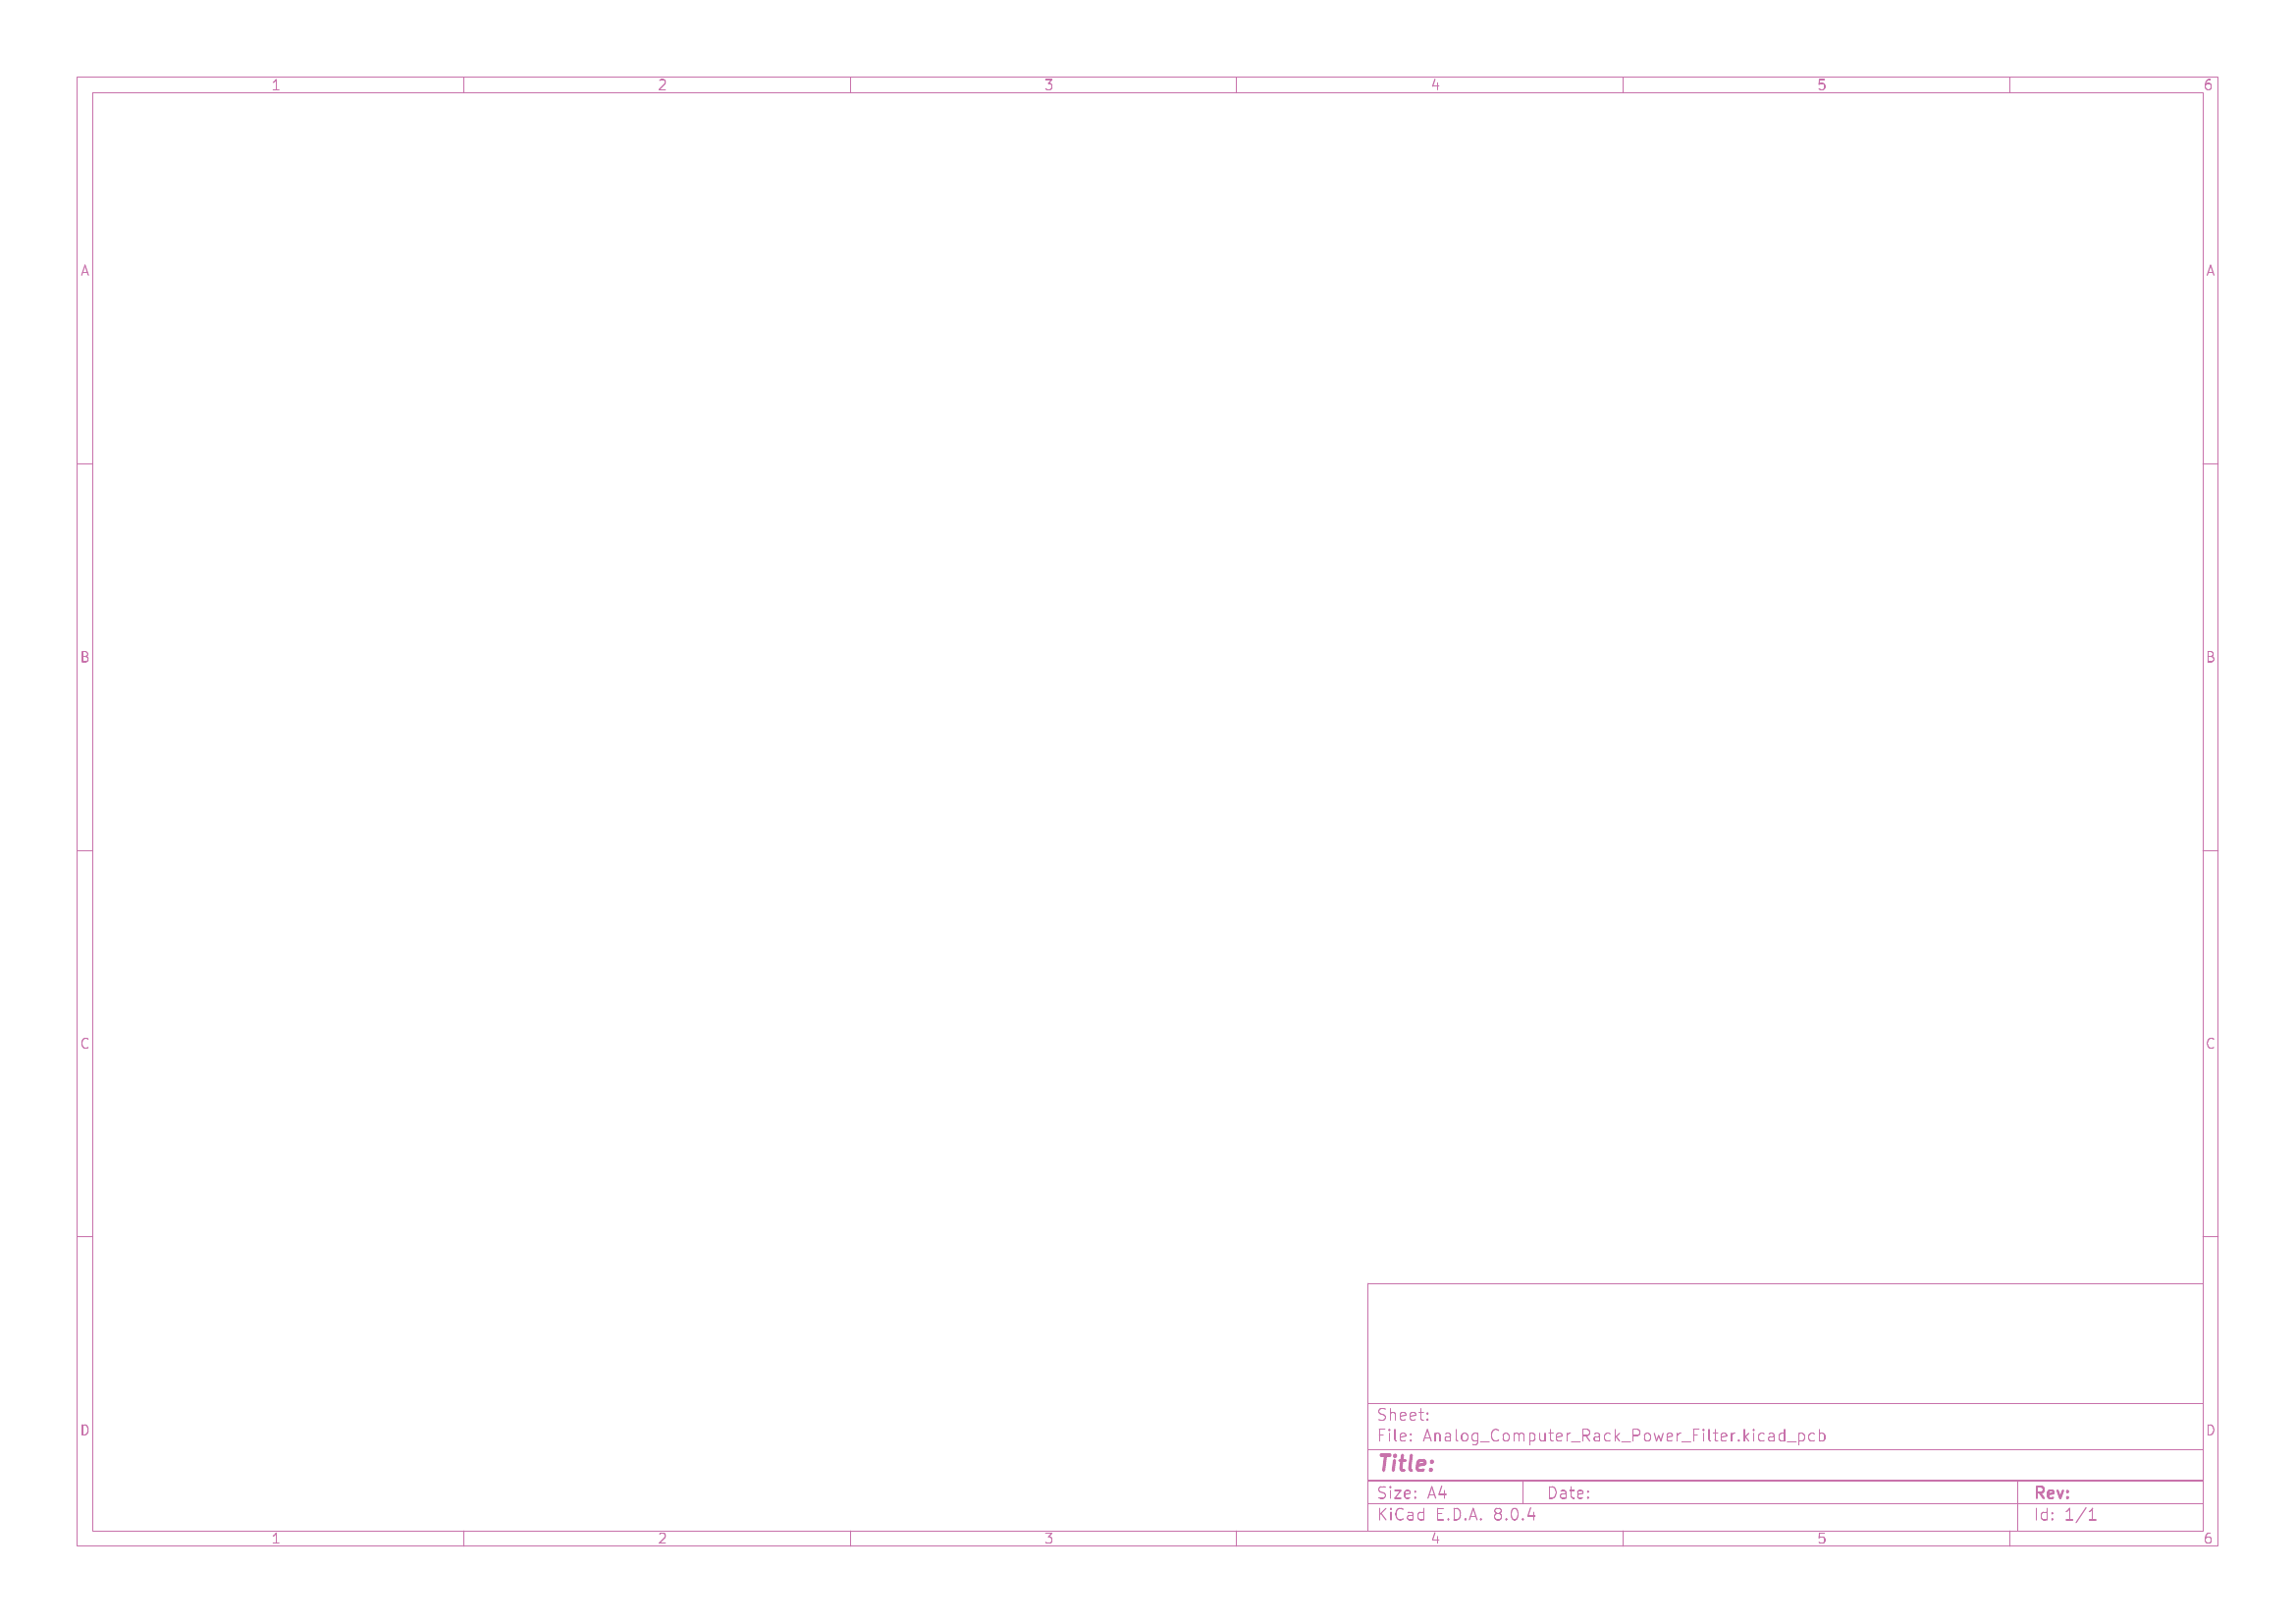 1 2 3 4 5 6
A A
B B
C C
Sheet:
File: Analog_Computer_Rack_Power_Filter.kicad_pcb
D D
Title:
Size: A4 Date: Rev:
KiCad E.D.A. 8.0.4 Id: 1/1
1 2 3 4 5 6